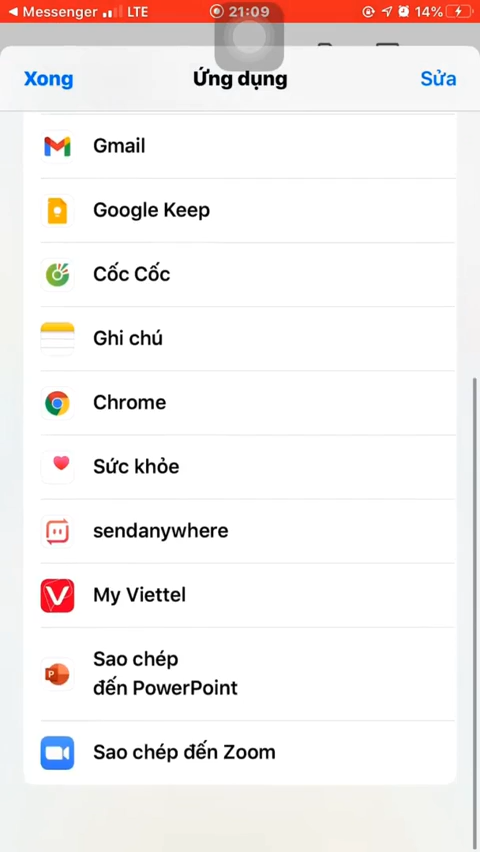 Messenger LTE 21:09 14%
Xong Ứng dụng Sửa
Gmail
Google Keep
Cốc Cốc
Ghi chú
Chrome
Sức khỏe
sendanywhere
My Viettel
Sao chép
đến PowerPoint
Sao chép đến Zoom